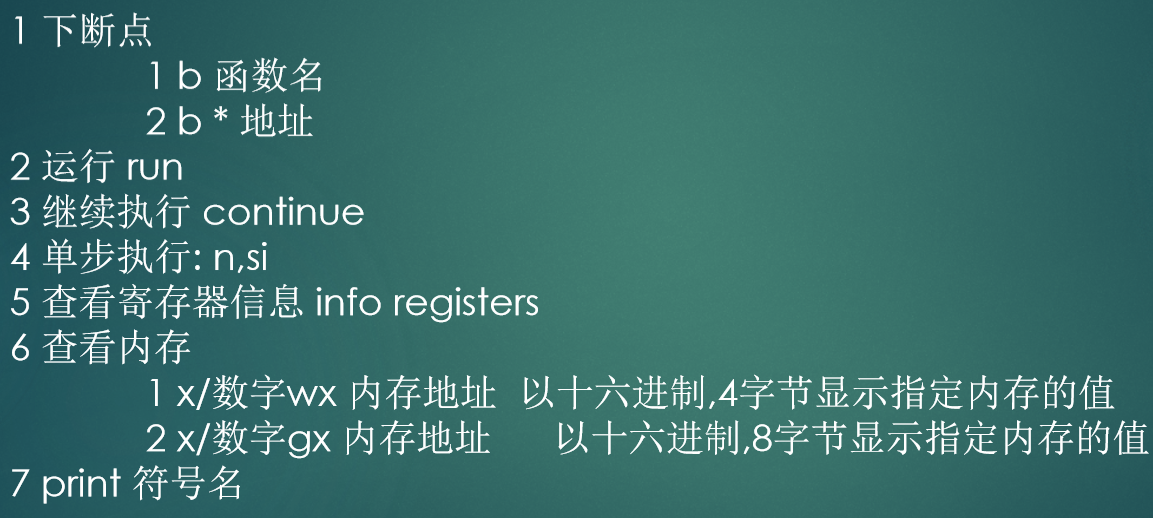 1 下断点
1 b 函数名
2 b * 地址
2 运行 run
3 继续执行 continue
4 单步执行: n,si
5 查看寄存器信息 info registers
6 查看内存
1 x/数字wx 内存地址 以十六进制,4字节显示指定内存的值
2 x/数字gx 内存地址 以十六进制,8字节显示指定内存的值
7 print 符号名